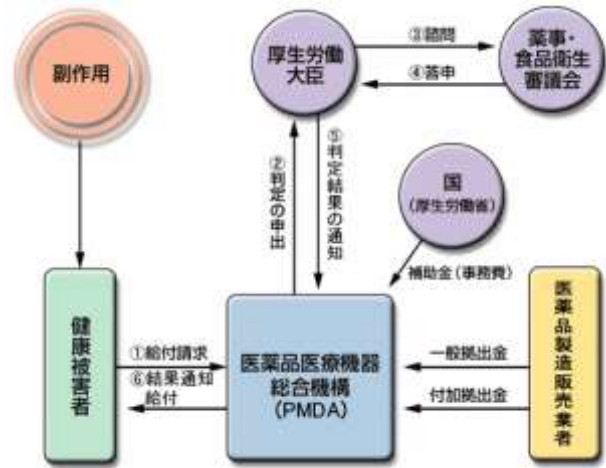 副作用
厚生労働
大臣
③諮問
④答申
薬事・
食品衛生
審議会
②判定の申出
⑤判定結果の通知
国
(厚生労働省)
補助金(事務費)
健康被害者
①給付請求
⑥結果通知
給付
医薬品医療機器
総合機構
(PMDA)
一般拠出金
付加拠出金
医薬品製造販売業者